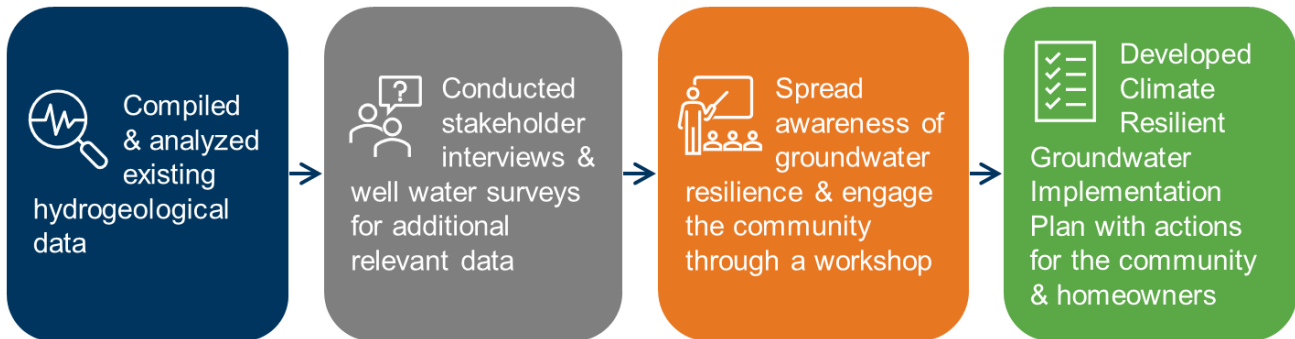 Compiled
& analyzed
existing
hydrogeological
data
?
Conducted
stakeholder
interviews &
well water surveys
for additional
relevant data
Spread
awareness of
groundwater
resilience & engage
the community
through a workshop
Developed
Climate
Resilient
Groundwater
Implementation
Plan with actions
for the community
& homeowners